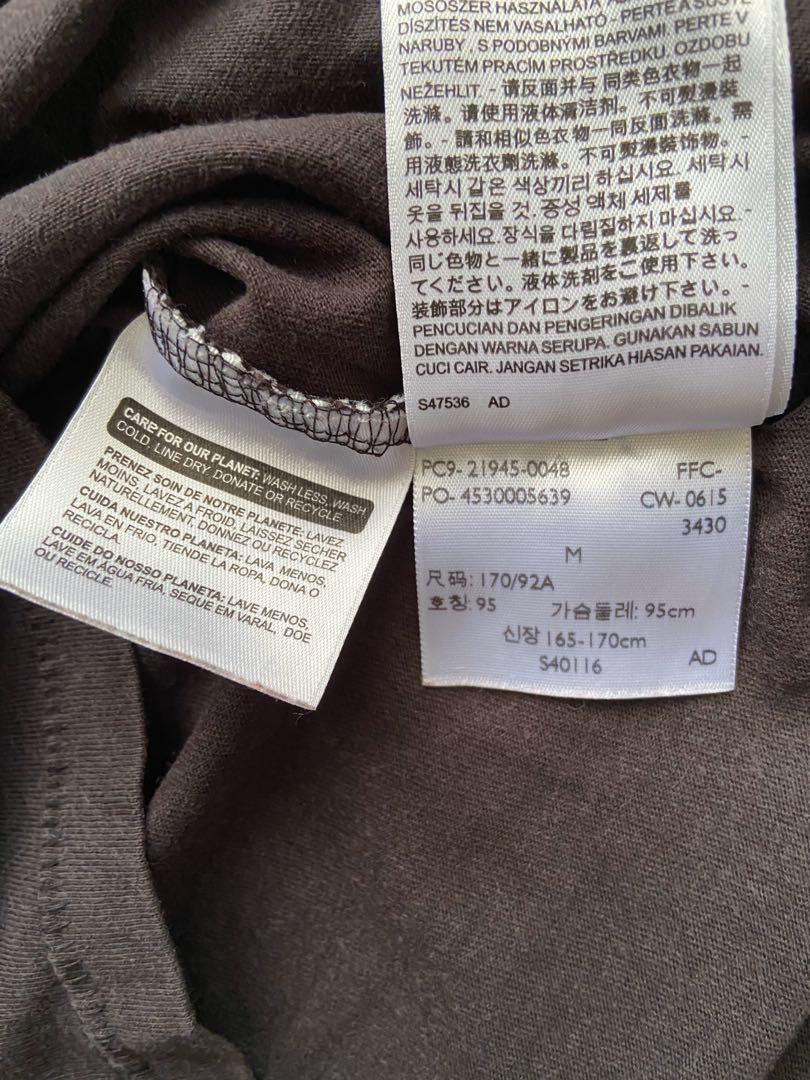 MOSÓSZER HASZNÁLATA
DÍSZÍTÉS NEM VASALHATÓ - PERTE A SUŠTE
NARUBY , S PODOBNÝMI BARVAMI. PERTE V
TEKUTÉM PRACÍM PROSTŘEDKU. OZDOBU
NEŽEHLIT. - 请反面并与 同类色衣物一起
洗滌。请使用液体清洁剂。不可熨漫裝
飾。- 請和相似色衣物一同反面洗滌。需
用液態洗衣劑洗滌。不可熨漫装饰物。-
세탁시 같은 색상끼리 하십시요. 세탁시
옷을 뒤집을 것. 중성 액체 세제를
사용하세요. 장식을 다림질하지 마십시요. -
同じ色物と一緒に製品を裏返して洗っ
てください。液体洗剤をご使用下さい。
装飾部分はアイロンをお避け下さい。-
PENCUCIAN DAN PENGERINGAN DIBALIK
DENGAN WARNA SERUPA. GUNAKAN SABUN
CUCI CAIR. JANGAN SETRIKA HIASAN PAKAIAN.
S47536 AD
CARE FOR OUR PLANET: WASH LESS, WASH
COLD, LINE DRY, DONATE OR RECYCLE
PRENEZ SOIN DE NOTRE PLANETE: LAVEZ
MOINS, LAVEZ A FROID, LAISSEZ SECHER
NATURELLEMENT, DONNEZ OU RECYCLEZ
CUIDA NUESTRO PLANETA: LAVA MENOS,
LAVA EN FRIO, TIENDE LA ROPA, DONA O
RECICLA.
CUIDE DO NOSSO PLANETA: LAVE MENOS,
LAVE EM ÁGUA FRIA, SEQUE EM VARAL, DOE
OU RECICLE.
PC9- 21945-0048 FFC-
PO- 4530005639 CW- 0615
3430
M
尺码: 170/92A
호칭: 95 가슴둘레: 95cm
신장 165-170cm
S40116 AD